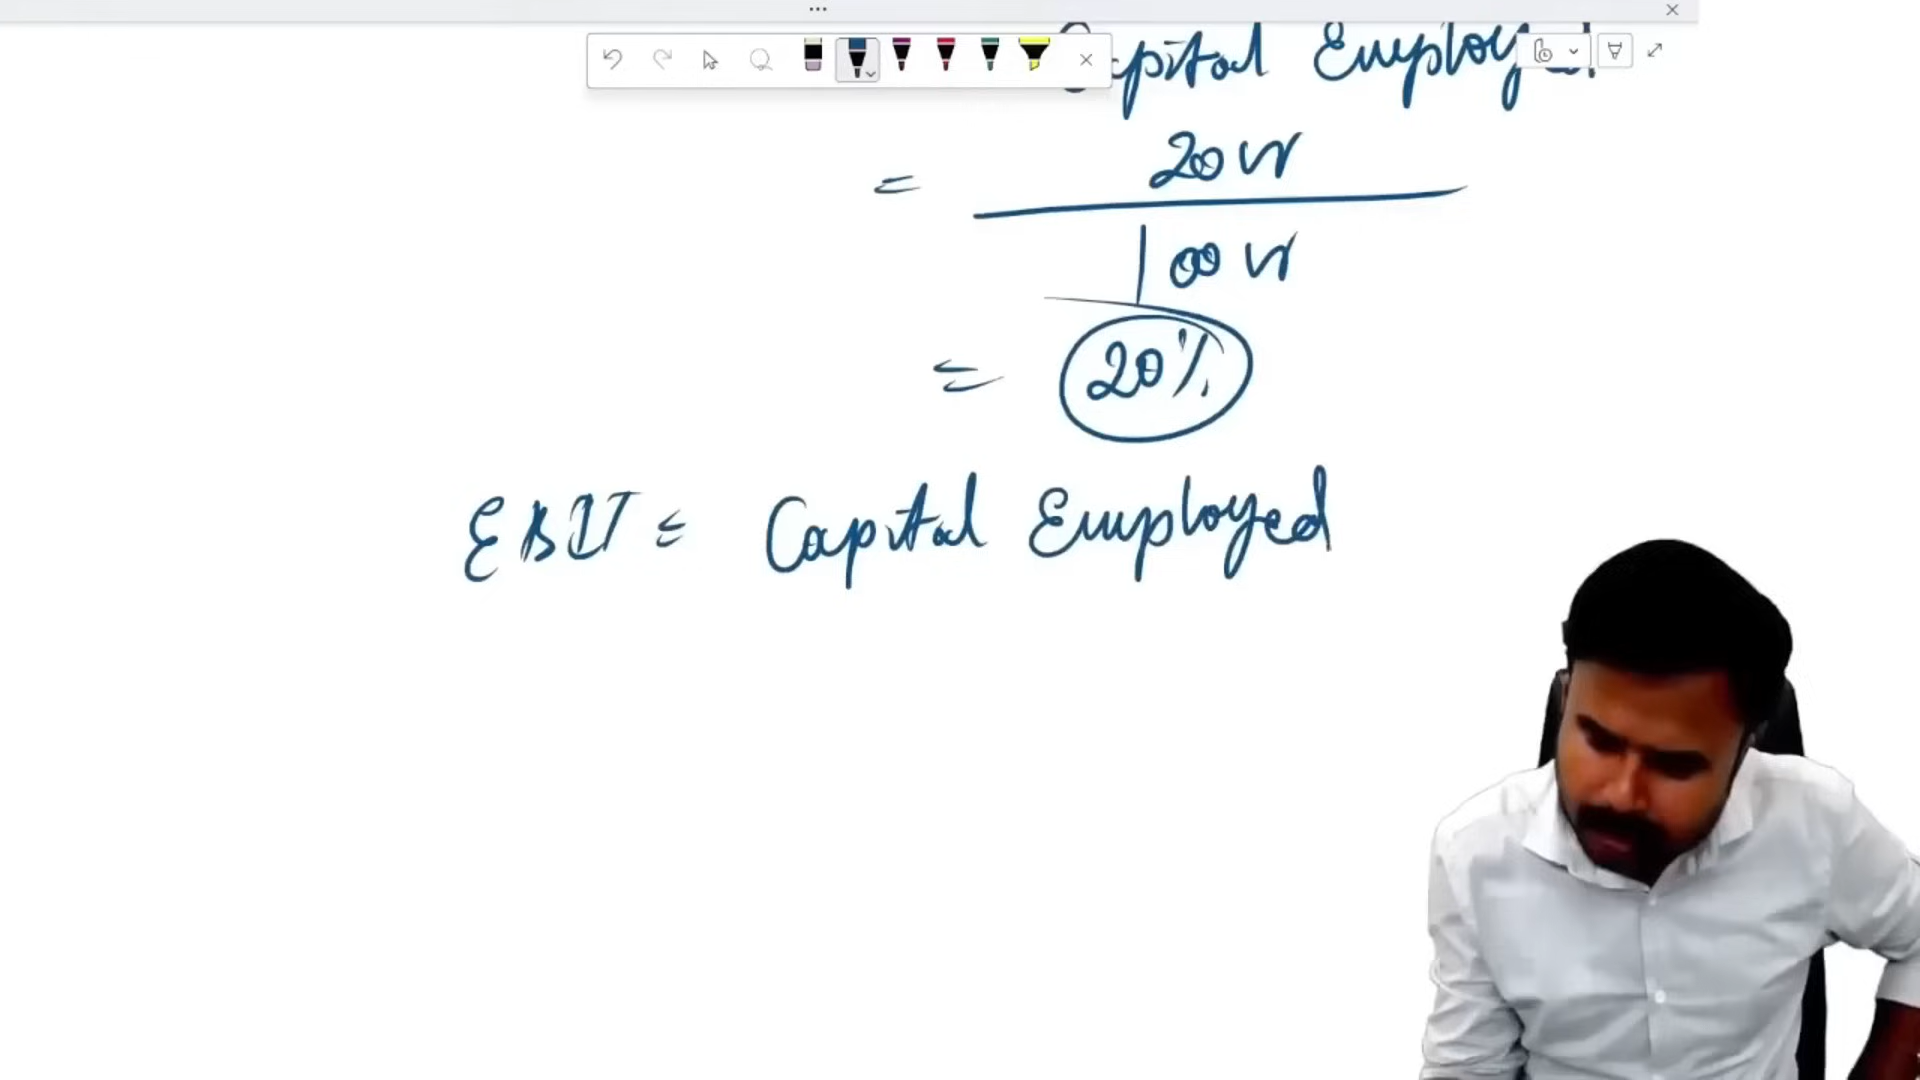 Capital Employed
= 20 cr
100 cr
= 20%
EBIT = Capital Employed